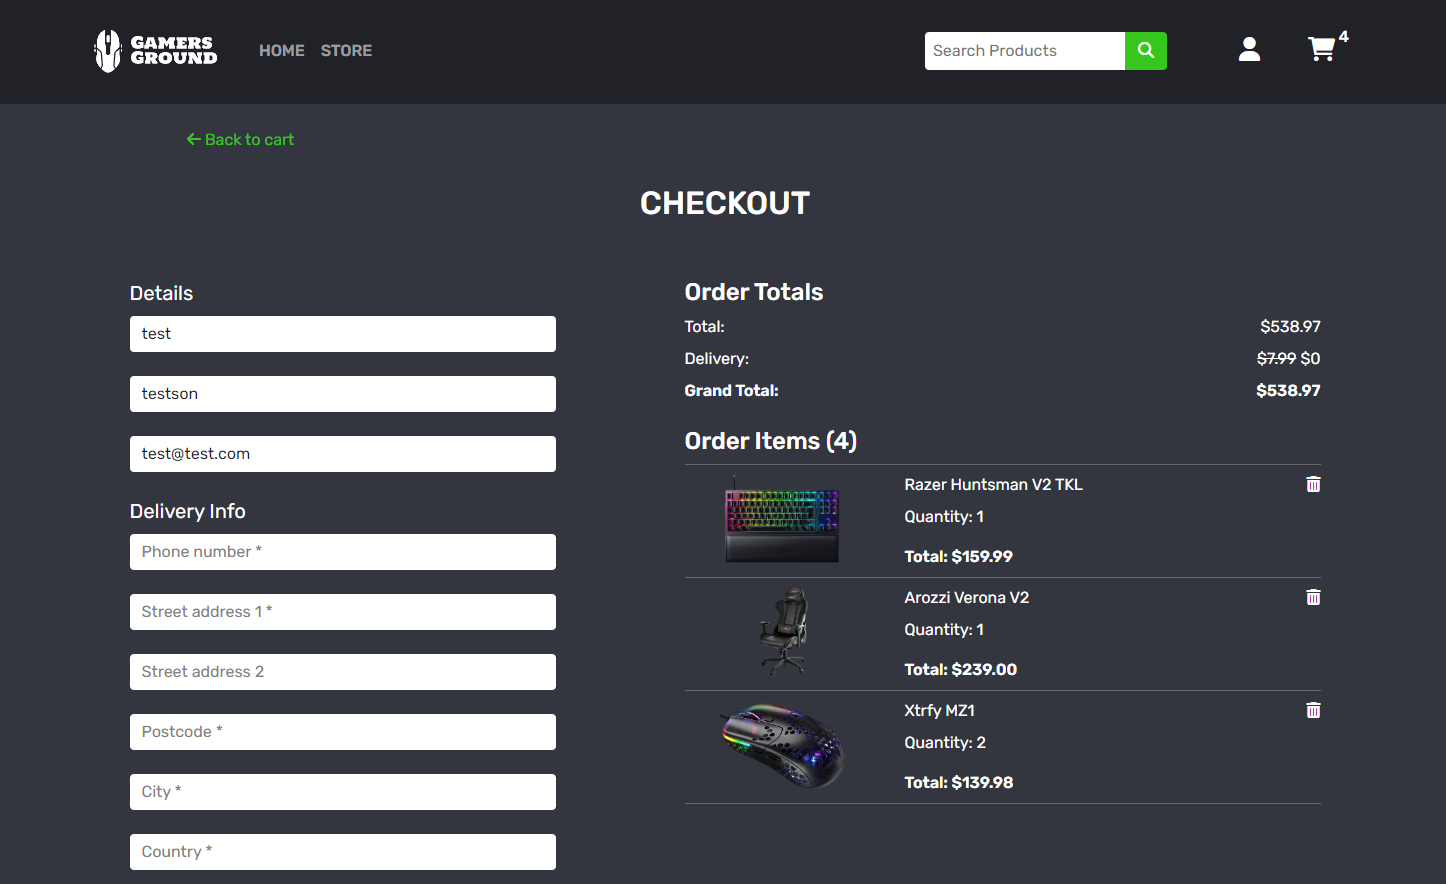 GAMERS
GROUND
HOME STORE
Search Products
4
Back to cart
CHECKOUT
Details
test
testson
test@test.com
Delivery Info
Phone number *
Street address 1 *
Street address 2
Postcode *
City *
Country *
Order Totals
Total: $538.97
Delivery: $7.99 $0
Grand Total: $538.97
Order Items (4)
Razer Huntsman V2 TKL
Quantity: 1
Total: $159.99
Arozzi Verona V2
Quantity: 1
Total: $239.00
Xtrfy MZ1
Quantity: 2
Total: $139.98